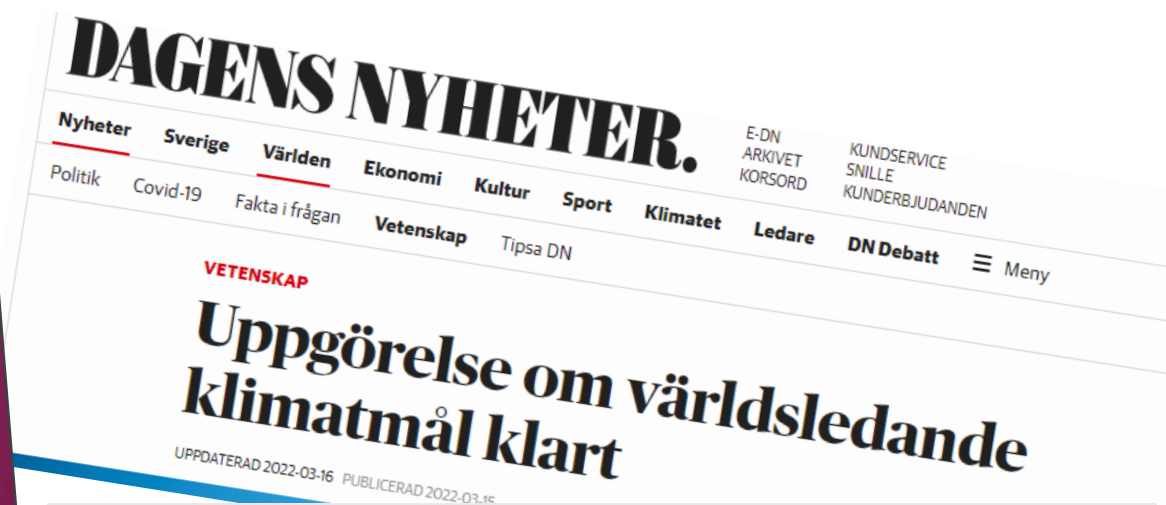 DAGENS NYHETER.
E-DN
ARKIVET
KORSORD
KUNDSERVICE
SNILLE
KUNDERBJUDANDEN
Nyheter Sverige Världen Ekonomi Kultur Sport Klimatet Ledare DN Debatt Meny
Politik Covid-19 Fakta i frågan Vetenskap Tipsa DN
VETENSKAP
Uppgörelse om världsledande
klimatmål klart
UPPDATERAD 2022-03-16 PUBLICERAD 2022-03-15